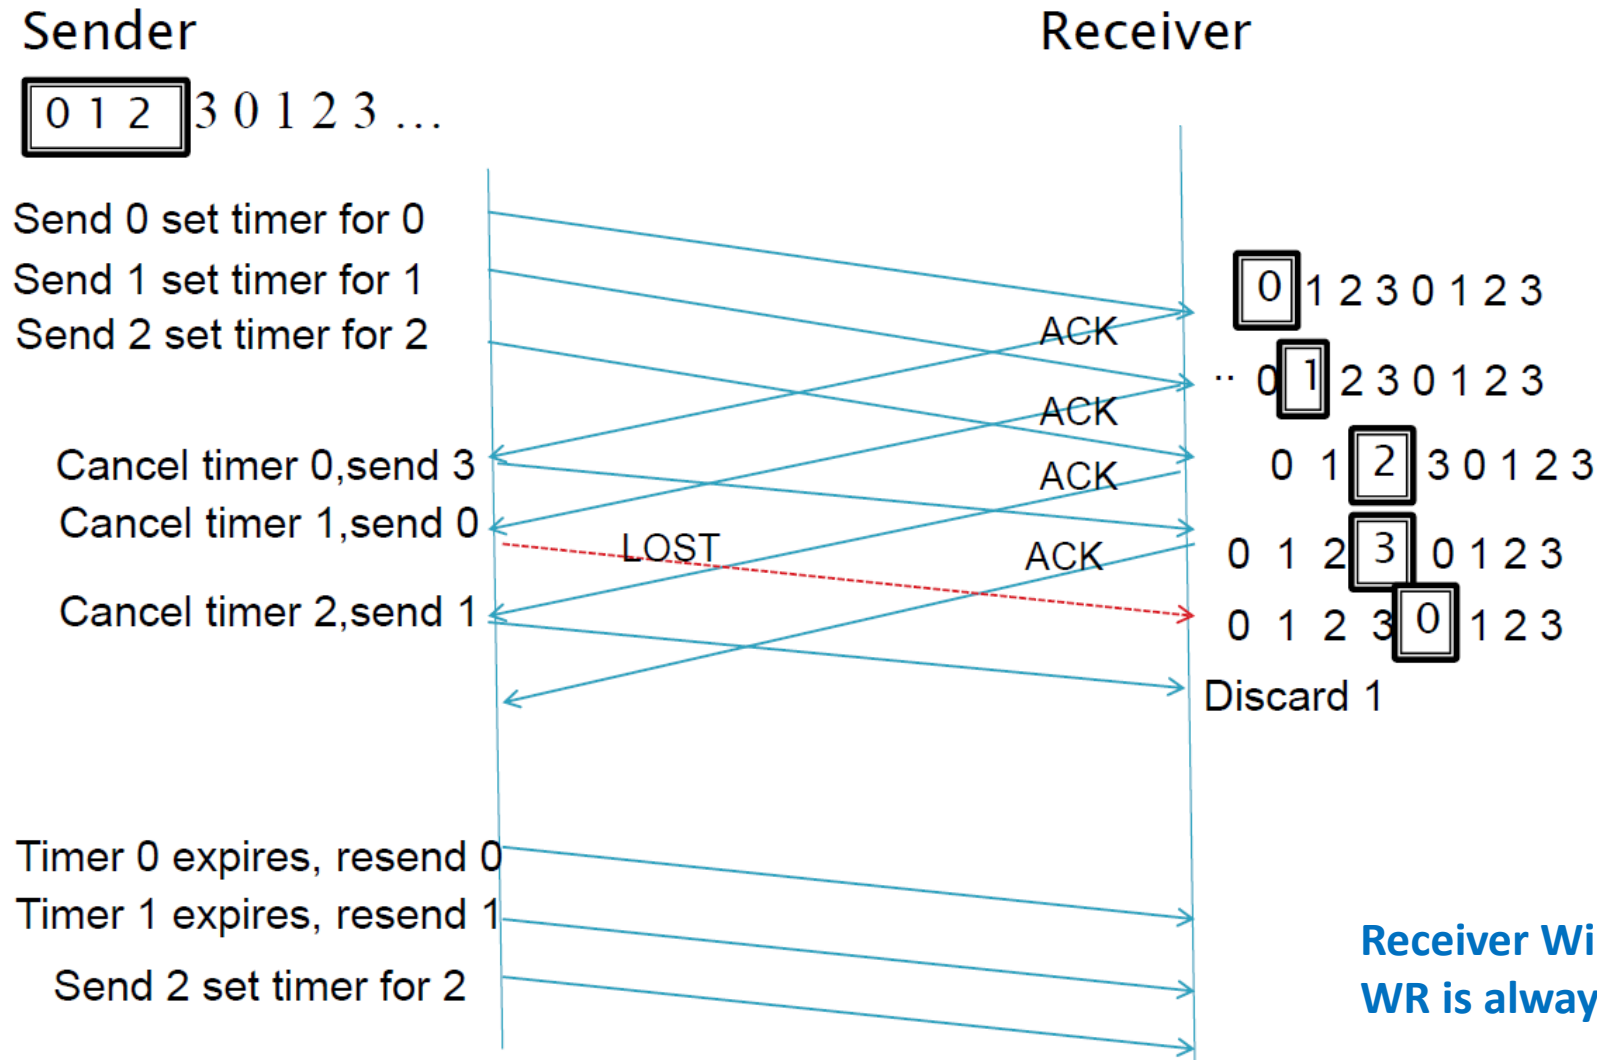 Sender
Receiver
0 1 2 3 0 1 2 3 ...
Send 0 set timer for 0
Send 1 set timer for 1
Send 2 set timer for 2
Cancel timer 0,send 3
Cancel timer 1,send 0
Cancel timer 2,send 1
Timer 0 expires, resend 0
Timer 1 expires, resend 1
Send 2 set timer for 2
ACK
ACK
ACK
LOST
ACK
0 1 2 3 0 1 2 3
.. 0 1 2 3 0 1 2 3
0 1 2 3 0 1 2 3
0 1 2 3 0 1 2 3
0 1 2 3 0 1 2 3
Discard 1
Receiver Wi
WR is alway